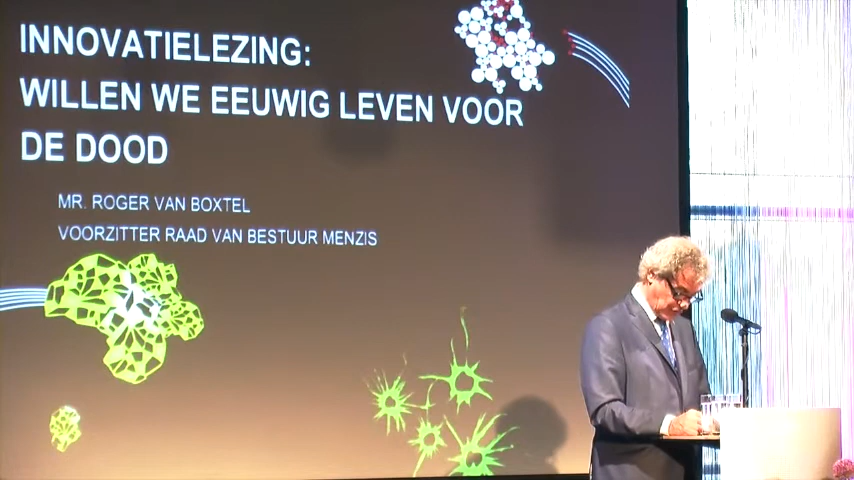 INNOVATIELEZING:
WILLEN WE EEUWIG LEVEN VOOR
DE DOOD
MR. ROGER VAN BOXTEL
VOORZITTER RAAD VAN BESTUUR MENZIS